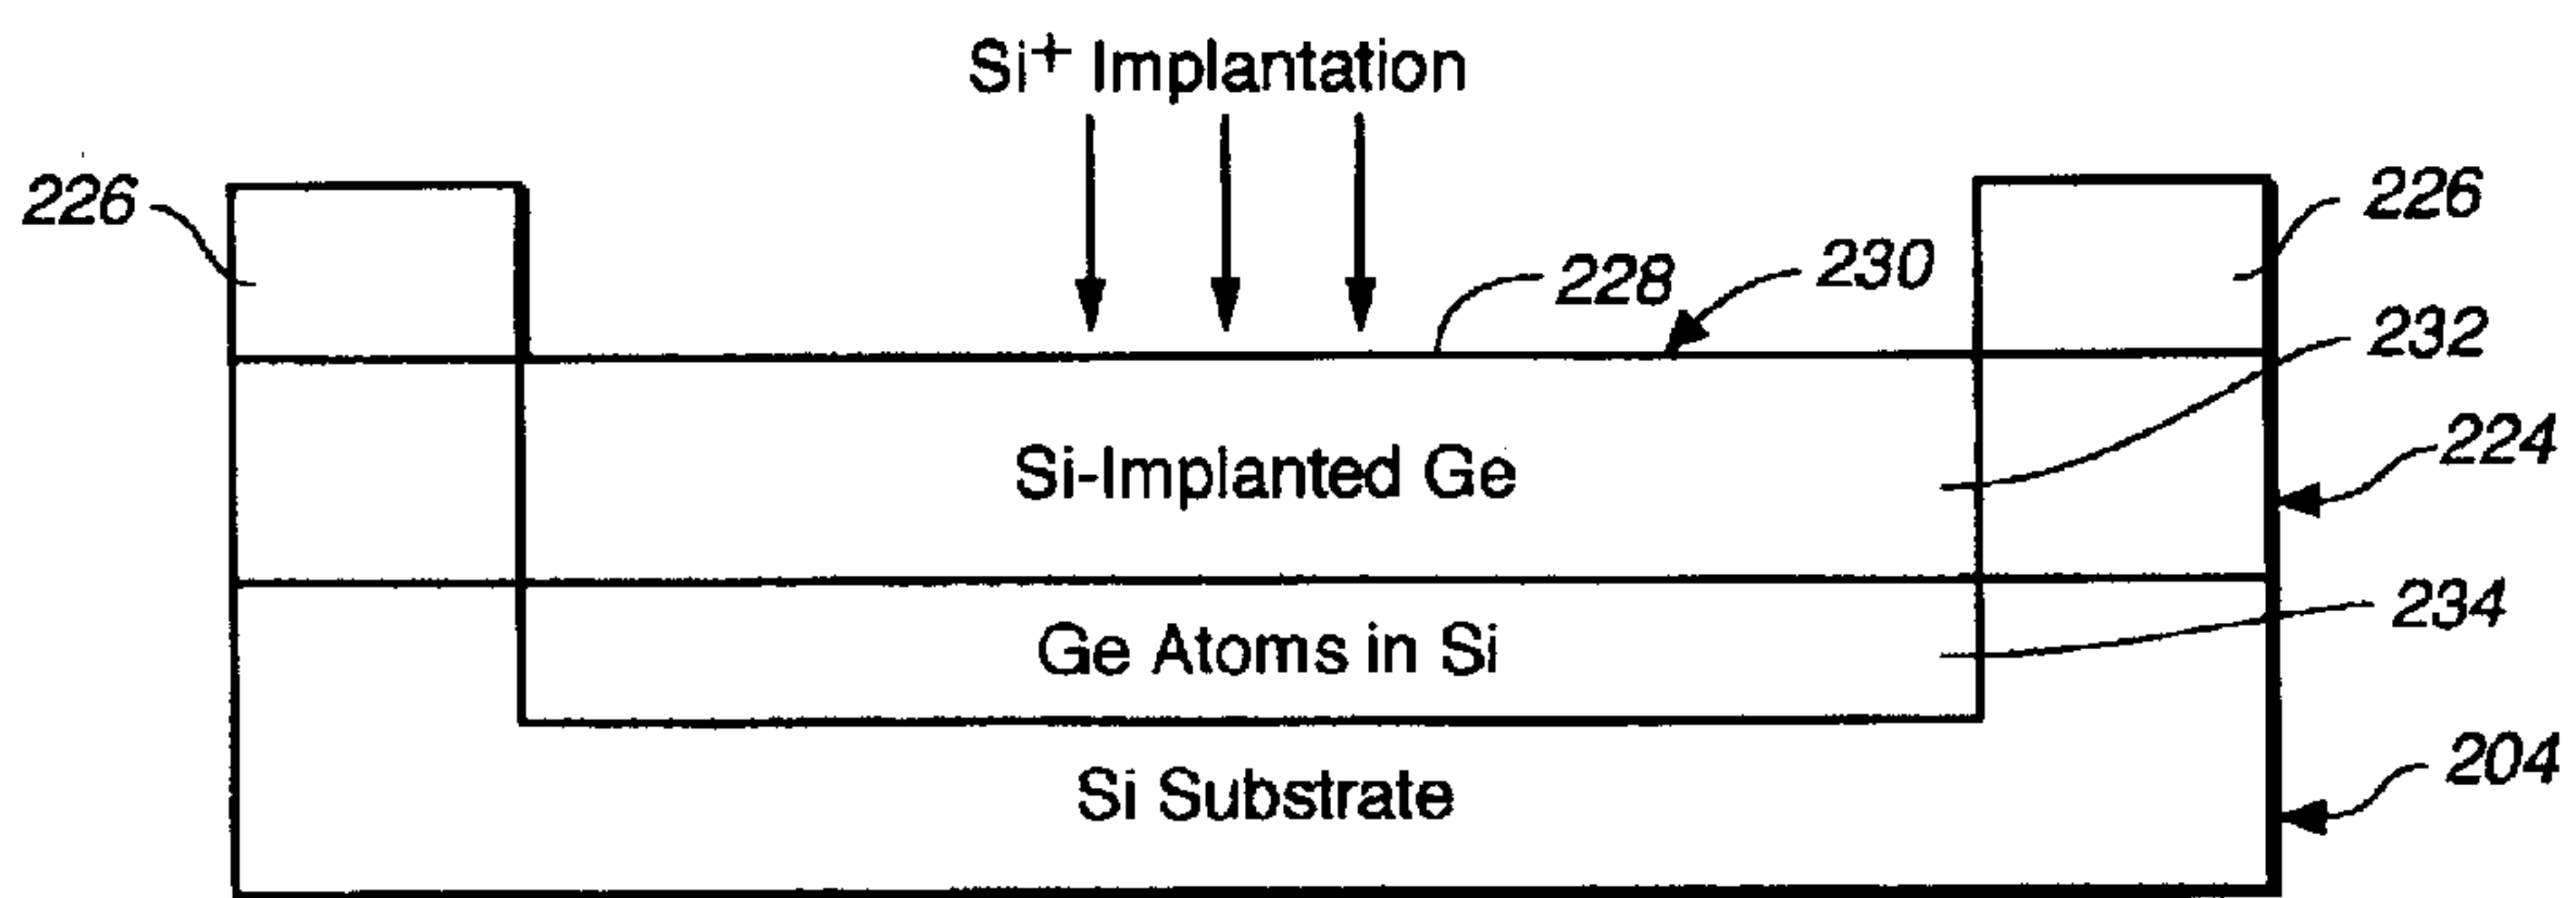 Si+ Implantation
226
226
228
230
232
Si-Implanted Ge
224
Ge Atoms in Si
234
Si Substrate
204